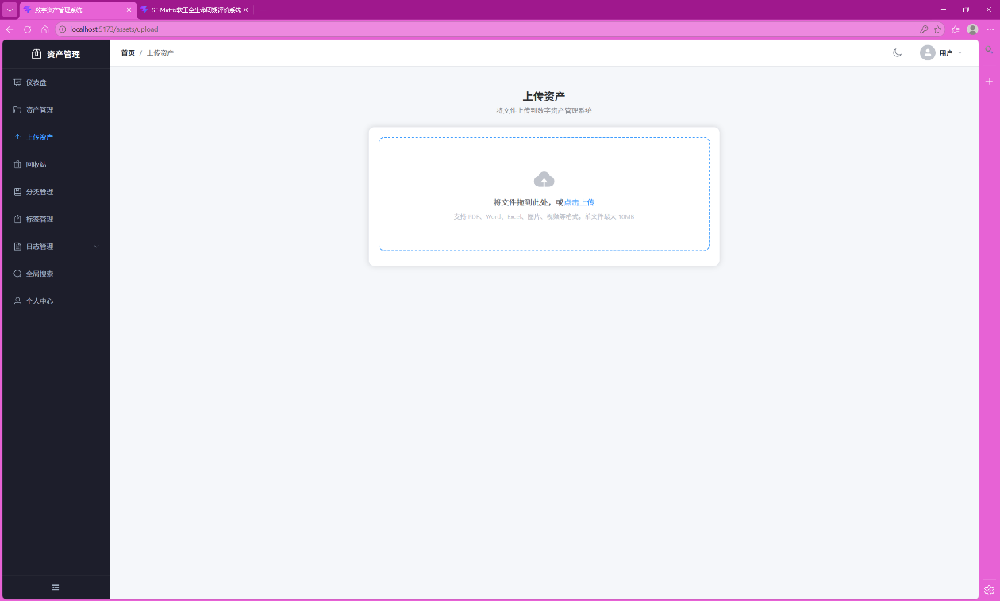 数字资产管理系统
SE-Matrix软工全生命周期评价系统
localhost:5173/assets/upload
资产管理
首页 / 上传资产
用户
仪表盘
资产管理
上传资产
回收站
分类管理
标签管理
日志管理
全局搜索
个人中心
上传资产
将文件上传到数字资产管理系统
将文件拖到此处，或点击上传
支持 PDF、Word、Excel、图片、视频等格式，单文件最大 10MB